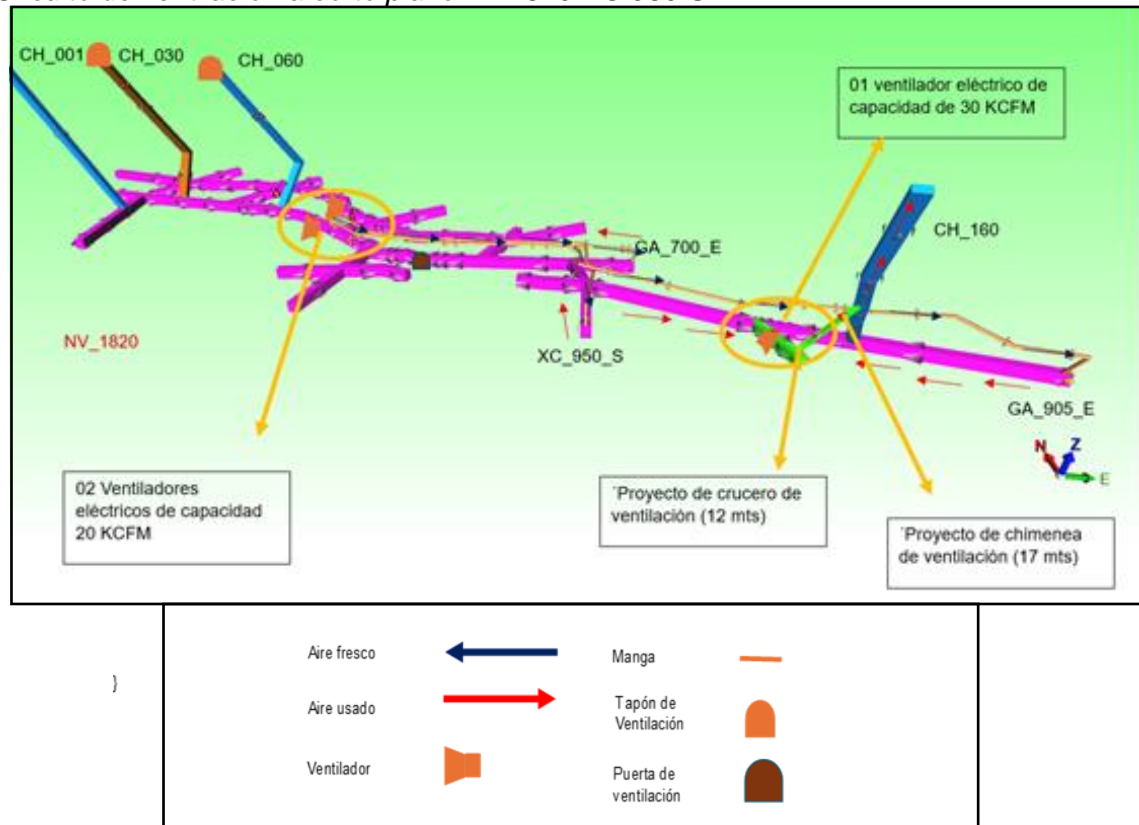 CH_001
CH_030
CH_060
01 ventilador eléctrico de
capacidad de 30 KCFM
CH_160
GA_700_E
NV_1820
XC_950_S
GA_905_E
N
Z
E
02 Ventiladores
eléctricos de capacidad
20 KCFM
¨Proyecto de crucero de
ventilación (12 mts)
¨Proyecto de chimenea
de ventilación (17 mts)
Aire fresco
Manga
}
Aire usado
Tapón de
Ventilación
Ventilador
Puerta de
ventilación